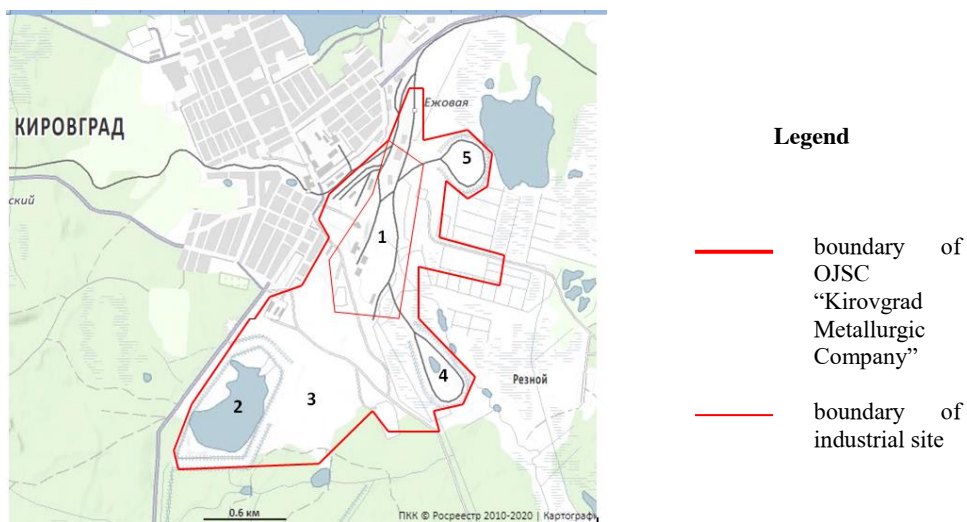 Ежовая
КИРОВГРАД
5
ский
1
4
Резной
2
3
0.6 км
ПКК © Росреестр 2010-2020 | Картографи
Legend
boundary of
OJSC
“Kirovgrad
Metallurgic
Company”
boundary of
industrial site